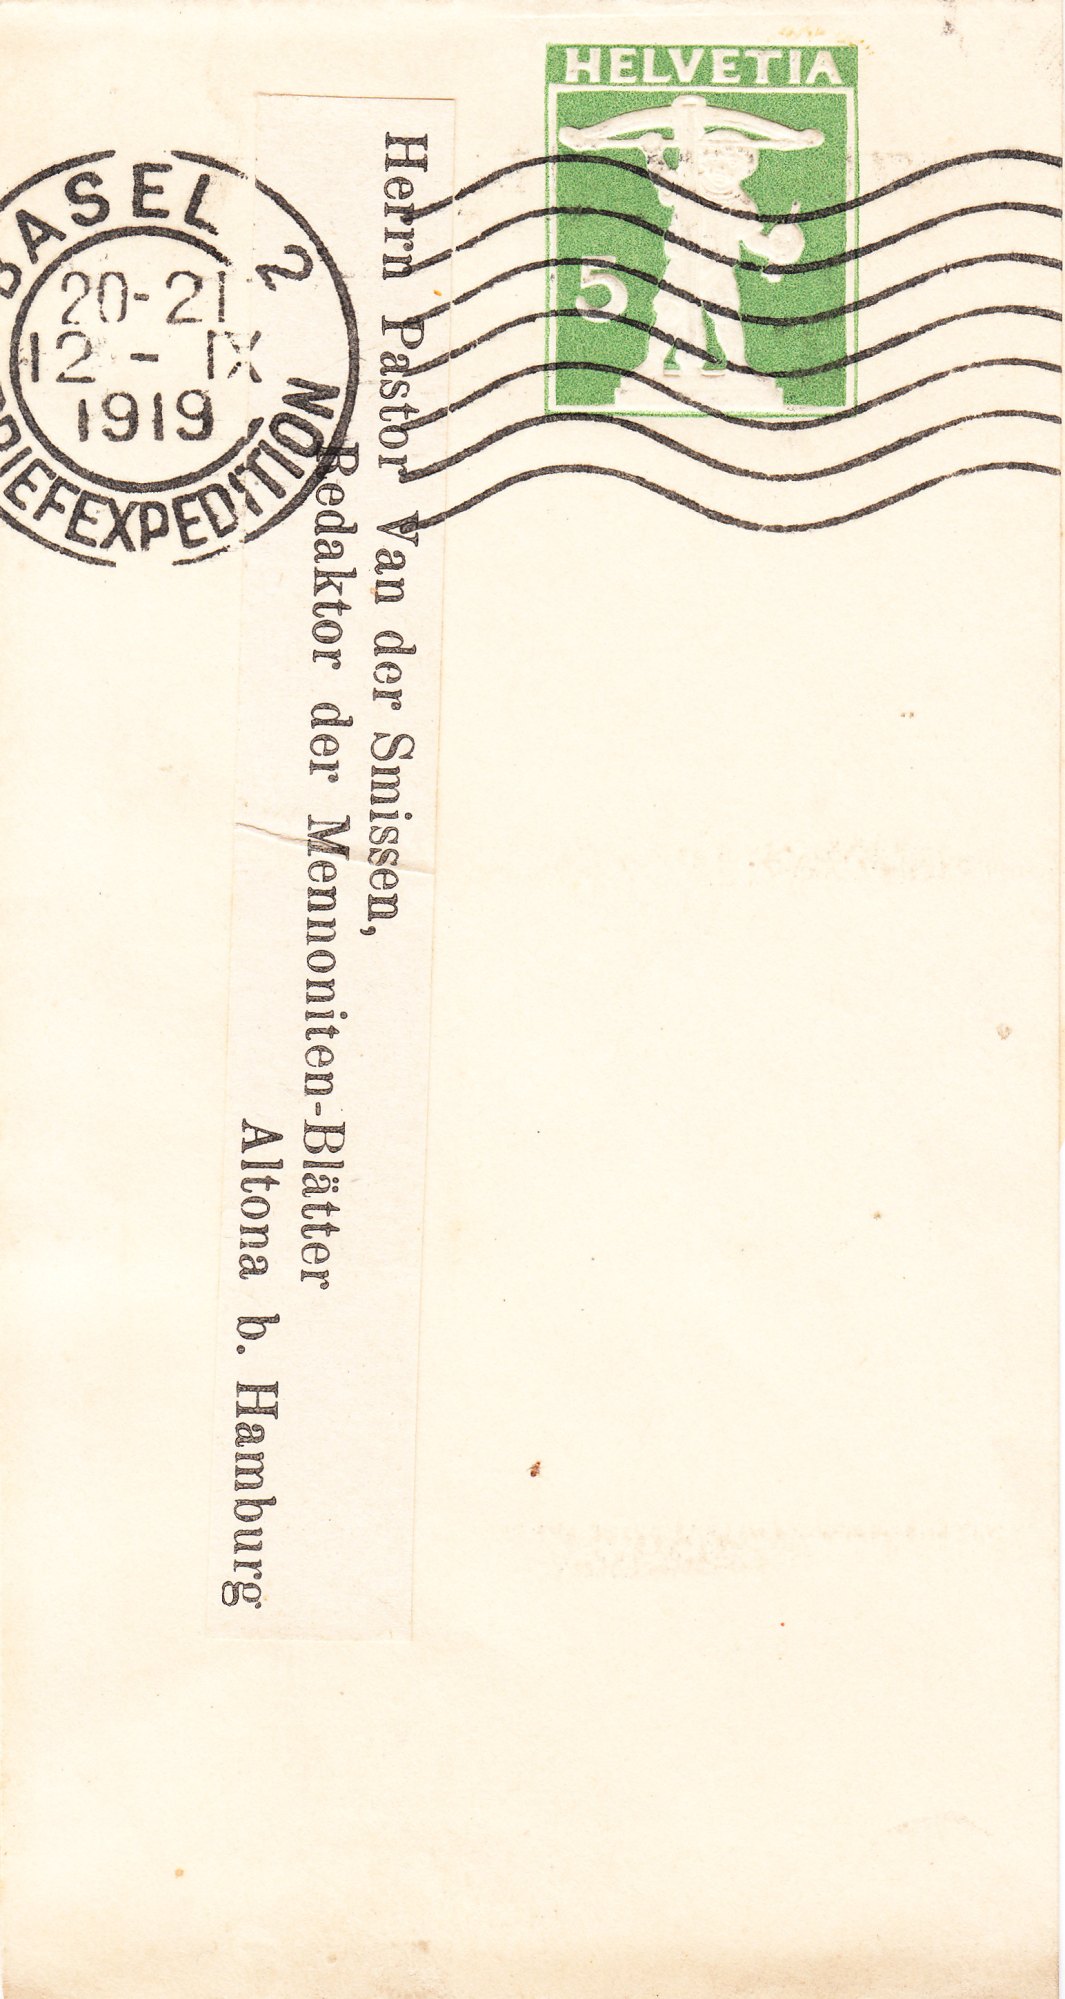 HELVETIA
5
BASEL 2
20-21
12 - IX
1919
BRIEFEXPEDITION
Herrn Pastor Van der Smissen,
Redaktor der Mennoniten-Blätter
Altona b. Hamburg